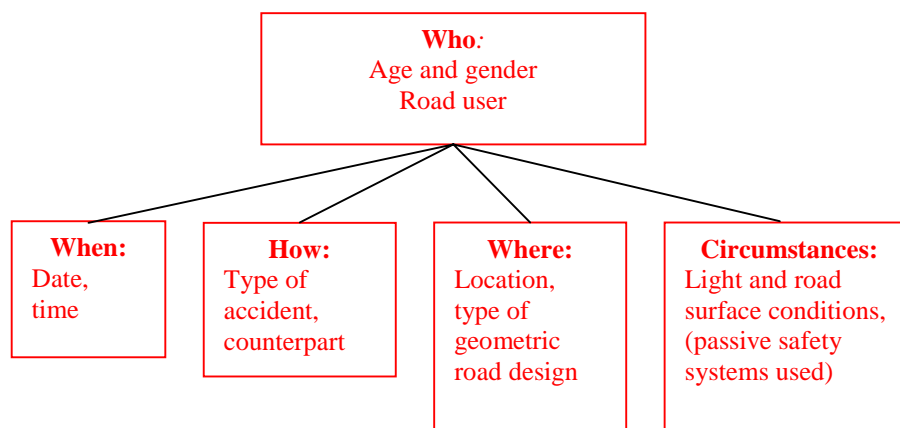 Who:
Age and gender
Road user
When:
Date,
time
How:
Type of
accident,
counterpart
Where:
Location,
type of
geometric
road design
Circumstances:
Light and road
surface conditions,
(passive safety
systems used)